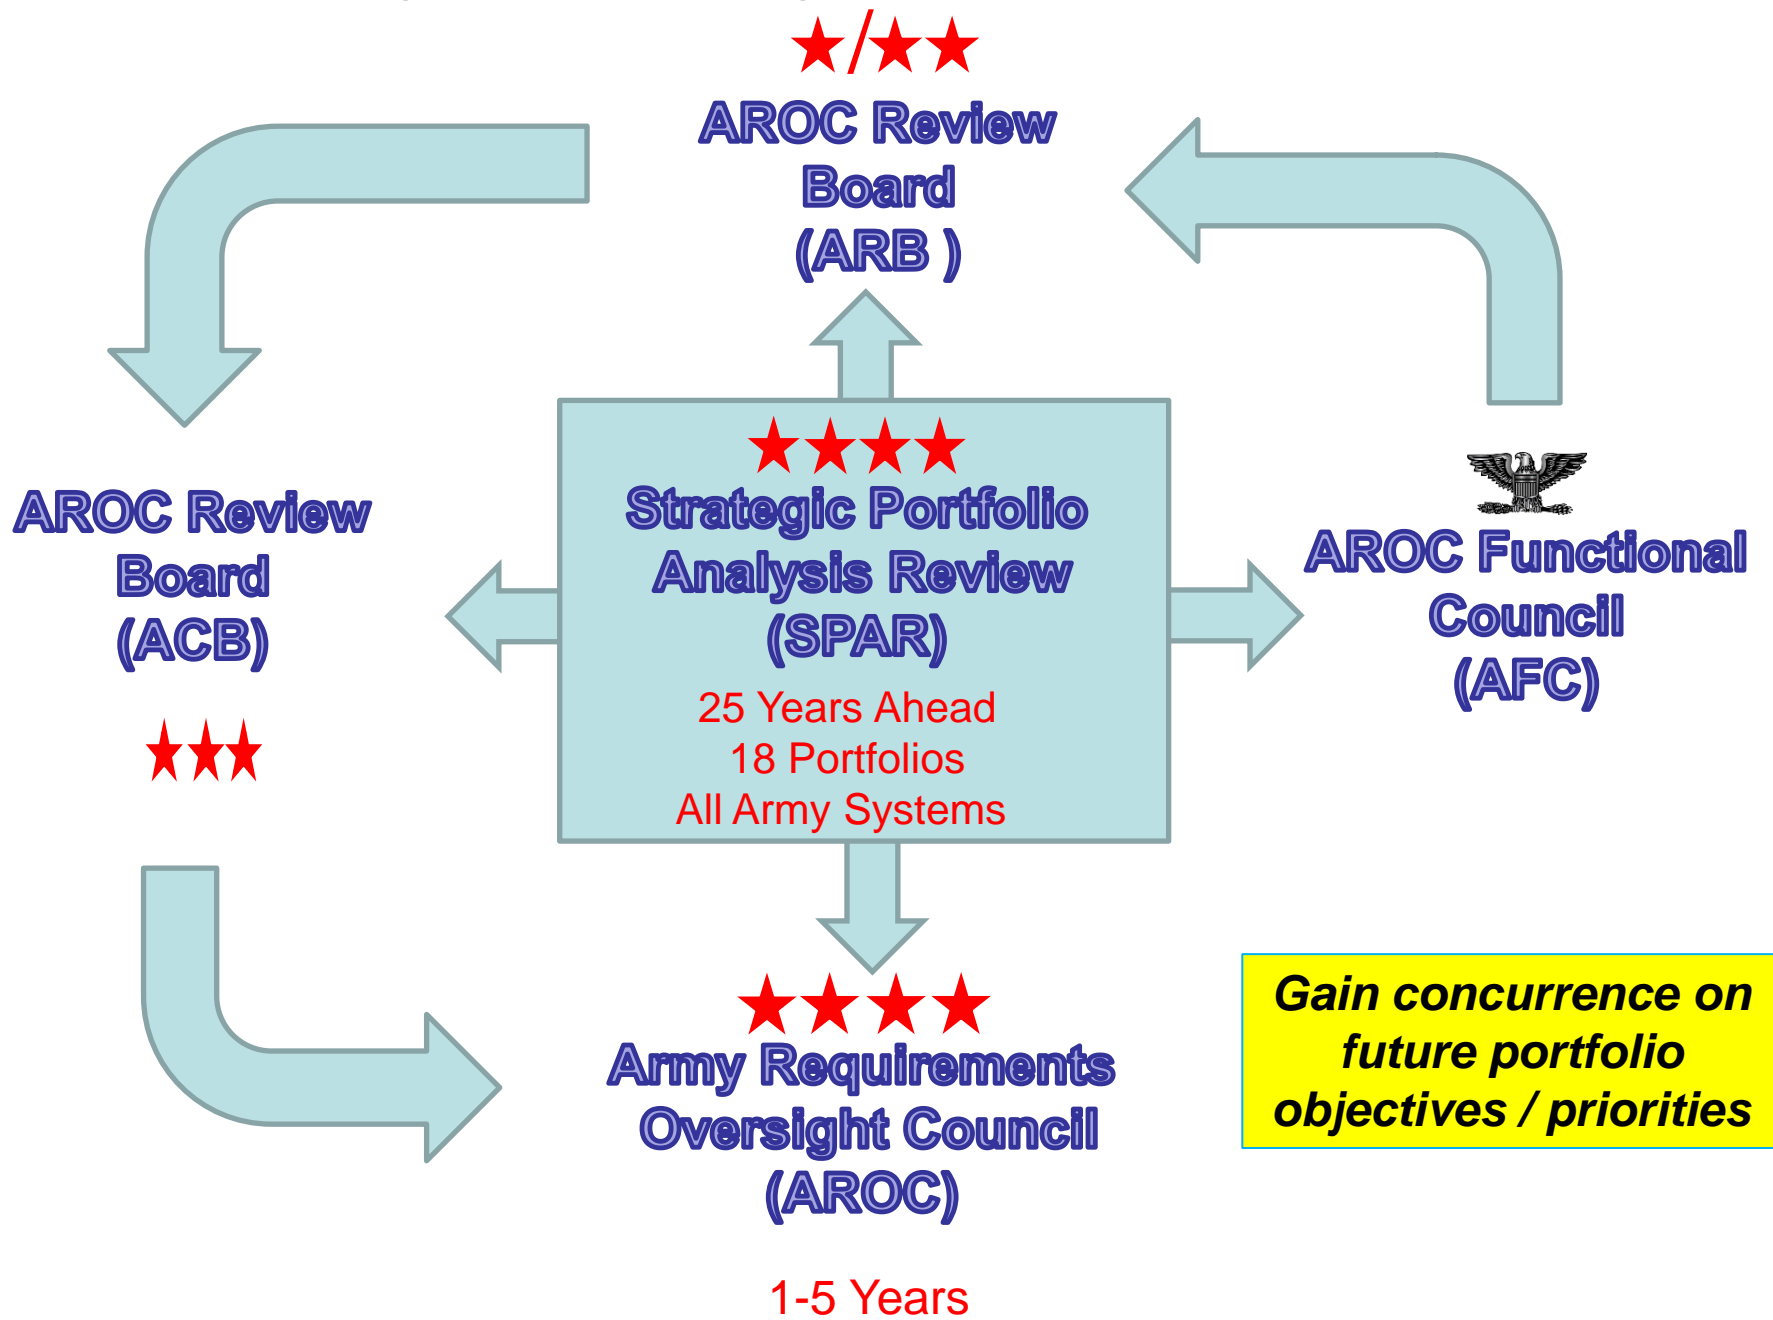 AROC Review
Board
(ARB )
AROC Review
Board
(ACB)
Strategic Portfolio
Analysis Review
(SPAR)
25 Years Ahead
18 Portfolios
All Army Systems
AROC Functional
Council
(AFC)
Army Requirements
Oversight Council
(AROC)
1-5 Years
Gain concurrence on
future portfolio
objectives / priorities